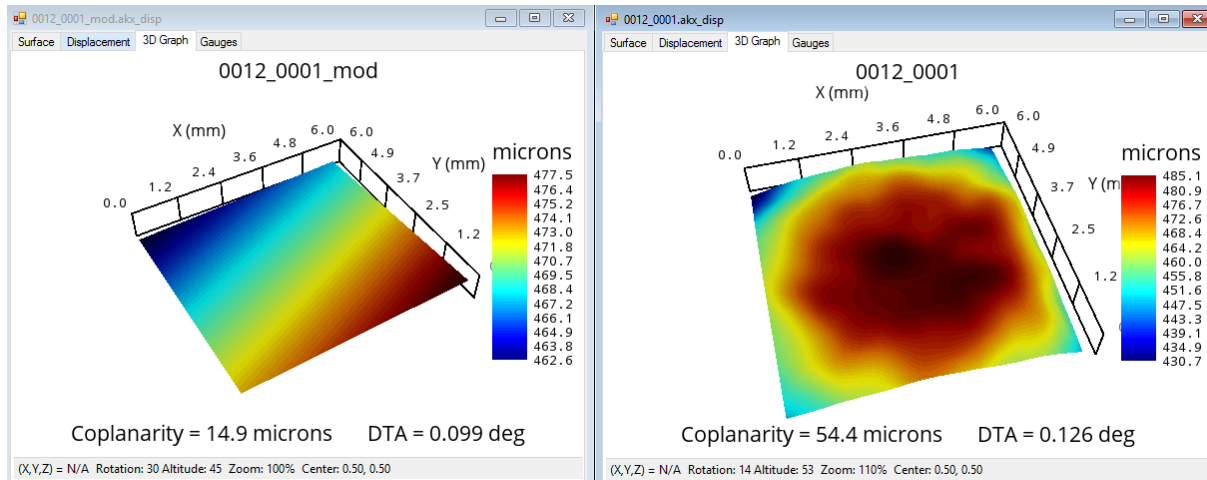 0012_0001_mod.akx_disp
Surface Displacement 3D Graph Gauges
0012_0001_mod
X (mm)
0.0 1.2 2.4 3.6 4.8 6.0
6.0 4.9 3.7 2.5 1.2
Y (mm)
microns
477.5
476.4
475.2
474.1
473.0
471.8
470.7
469.5
468.4
467.2
466.1
464.9
463.8
462.6
Coplanarity = 14.9 microns DTA = 0.099 deg
(X,Y,Z) = N/A Rotation: 30 Altitude: 45 Zoom: 100% Center: 0.50, 0.50
0012_0001.akx_disp
Surface Displacement 3D Graph Gauges
0012_0001
X (mm)
0.0 1.2 2.4 3.6 4.8 6.0
6.0 4.9 3.7 2.5 1.2
Y (m
microns
485.1
480.9
476.7
472.6
468.4
464.2
460.0
455.8
451.6
447.5
443.3
439.1
434.9
430.7
Coplanarity = 54.4 microns DTA = 0.126 deg
(X,Y,Z) = N/A Rotation: 14 Altitude: 53 Zoom: 110% Center: 0.50, 0.50